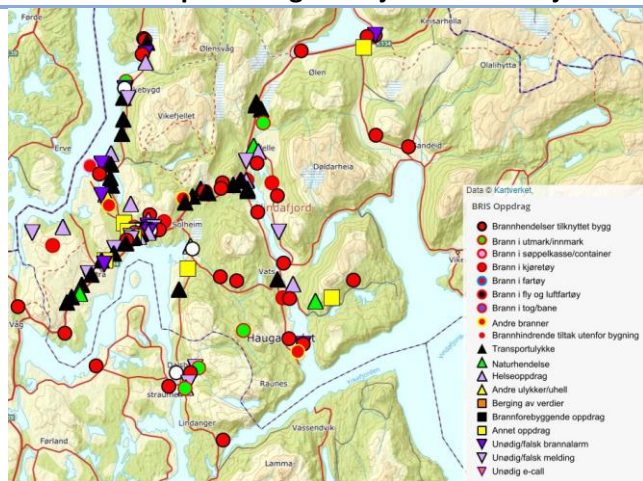 Førde
Ølensvåg
Keisarhella
Ølen
Olalihytta
Vikefjellet
Erve
Døldarheia
Sandeid
Data © Kartverket,
BRIS Oppdrag
Vindafjord
Solheim
Vats
Våg
Raunes
Lindanger
Vassendvik
Førland
Lamma-
Brannhendelser tilknyttet bygg
Brann i utmark/innmark
Brann i søppelkasse/container
Brann i kjøretøy
Brann i fartøy
Brann i fly og luftfartøy
Brann i tog/bane
Andre branner
Brannhindrende tiltak utenfor bygning
Transportulykke
Naturhendelse
Helseoppdrag
Andre ulykker/uhell
Berging av verdier
Brannforebyggende oppdrag
Annet oppdrag
Unødig/falsk brannalarm
Unødig/falsk melding
Unødig e-call